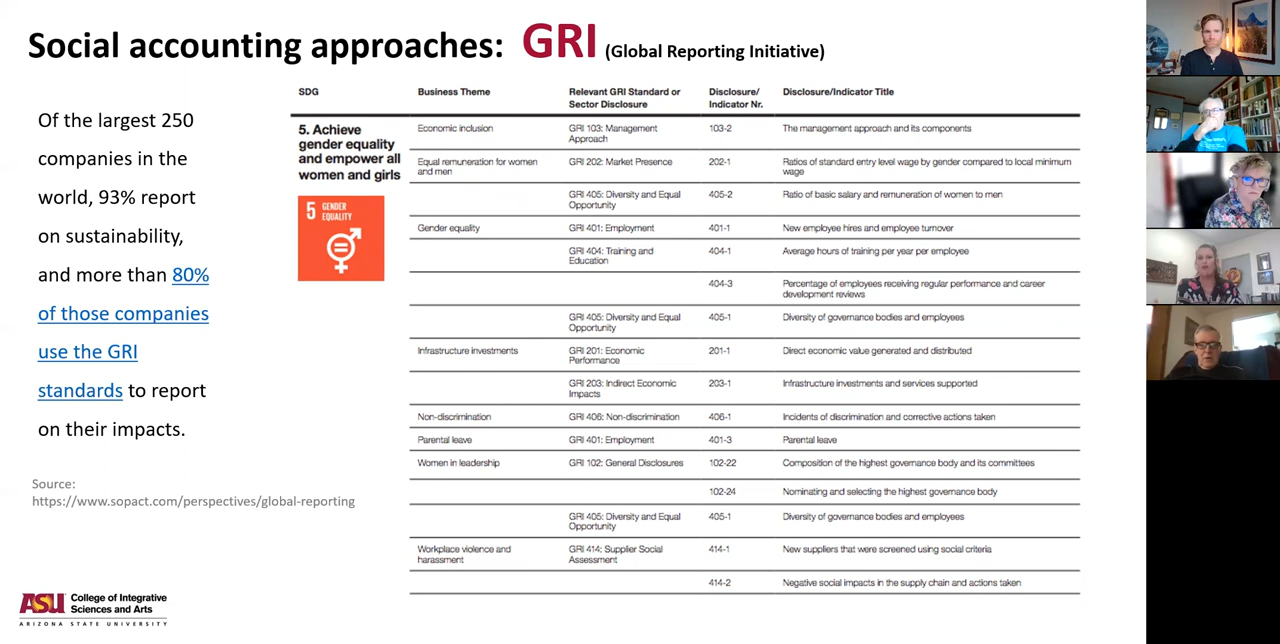 Social accounting approaches: GRI (Global Reporting Initiative)
Of the largest 250
companies in the
world, 93% report
on sustainability,
and more than 80%
of those companies
use the GRI
standards to report
on their impacts.
Source:
https://www.sopact.com/perspectives/global-reporting
SDG Business Theme Relevant GRI Standard or Sector Disclosure Disclosure/ Indicator Nr. Disclosure/Indicator Title
5. Achieve
gender equality
and empower all
women and girls
5 GENDER
EQUALITY
Economic inclusion GRI 103: Management Approach 103-2 The management approach and its components
Equal remuneration for women and men GRI 202: Market Presence 202-1 Ratios of standard entry level wage by gender compared to local minimum wage
GRI 405: Diversity and Equal Opportunity 405-2 Ratio of basic salary and remuneration of women to men
Gender equality GRI 401: Employment 401-1 New employee hires and employee turnover
GRI 404: Training and Education 404-1 Average hours of training per year per employee
404-3 Percentage of employees receiving regular performance and career development reviews
GRI 405: Diversity and Equal Opportunity 405-1 Diversity of governance bodies and employees
Infrastructure investments GRI 201: Economic Performance 201-1 Direct economic value generated and distributed
GRI 203: Indirect Economic Impacts 203-1 Infrastructure investments and services supported
Non-discrimination GRI 406: Non-discrimination 406-1 Incidents of discrimination and corrective actions taken
Parental leave GRI 401: Employment 401-3 Parental leave
Women in leadership GRI 102: General Disclosures 102-22 Composition of the highest governance body and its committees
102-24 Nominating and selecting the highest governance body
GRI 405: Diversity and Equal Opportunity 405-1 Diversity of governance bodies and employees
Workplace violence and harassment GRI 414: Supplier Social Assessment 414-1 New suppliers that were screened using social criteria
414-2 Negative social impacts in the supply chain and actions taken
ASU College of Integrative
Sciences and Arts
ARIZONA STATE UNIVERSITY